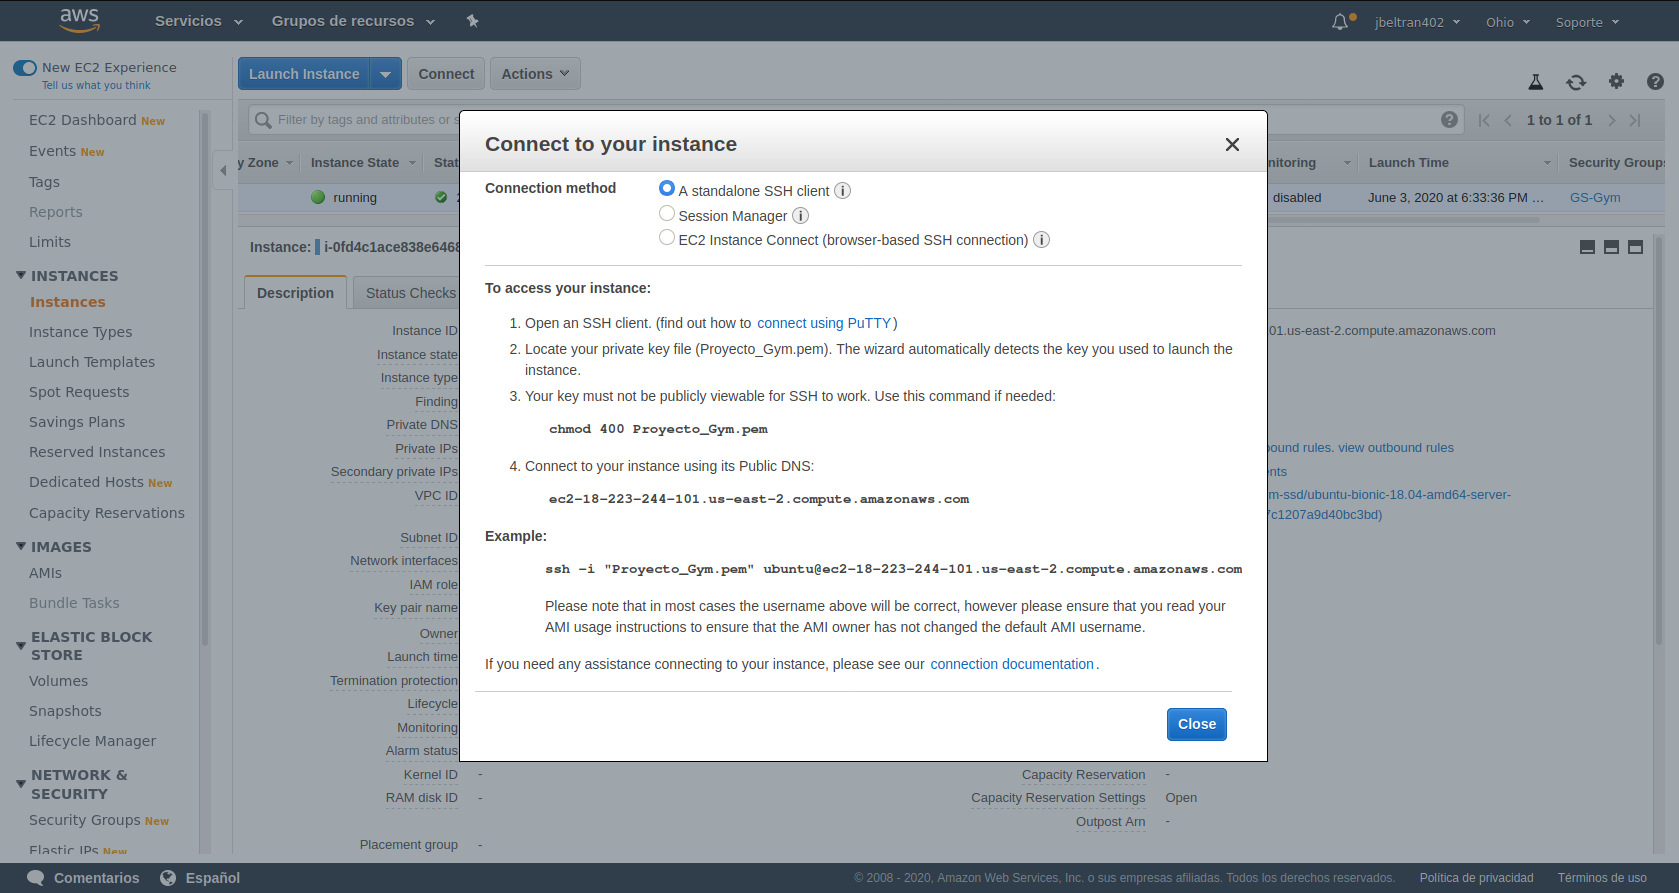 aws
Servicios
Grupos de recursos
jbeltran402
Ohio
Soporte
New EC2 Experience
Tell us what you think
EC2 Dashboard New
Events New
Tags
Reports
Limits
INSTANCES
Instances
Instance Types
Launch Templates
Spot Requests
Savings Plans
Reserved Instances
Dedicated Hosts New
Capacity Reservations
IMAGES
AMIs
Bundle Tasks
ELASTIC BLOCK
STORE
Volumes
Snapshots
Lifecycle Manager
NETWORK &
SECURITY
Security Groups New
Elastic IPs New
Launch Instance
Connect
Actions
Filter by tags and attributes or s
1 to 1 of 1
y Zone
Instance State
Stat
nitoring
Launch Time
Security Groups
running
2
disabled
June 3, 2020 at 6:33:36 PM ...
GS-Gym
Instance: i-0fd4c1ace838e6468
Description
Status Checks
Instance ID
Instance state
Instance type
Finding
Private DNS
Private IPs
Secondary private IPs
VPC ID
Subnet ID
Network interfaces
IAM role
Key pair name
Owner
Launch time
Termination protection
Lifecycle
Monitoring
Alarm status
Kernel ID -
RAM disk ID -
Placement group -
01.us-east-2.compute.amazonaws.com
bound rules. view outbound rules
nts
m-ssd/ubuntu-bionic-18.04-amd64-server-
7c1207a9d40bc3bd)
Capacity Reservation -
Capacity Reservation Settings Open
Outpost Arn -
Connect to your instance
Connection method
A standalone SSH client
Session Manager
EC2 Instance Connect (browser-based SSH connection)
To access your instance:
1. Open an SSH client. (find out how to connect using PuTTY)
2. Locate your private key file (Proyecto_Gym.pem). The wizard automatically detects the key you used to launch the
instance.
3. Your key must not be publicly viewable for SSH to work. Use this command if needed:
chmod 400 Proyecto_Gym.pem
4. Connect to your instance using its Public DNS:
ec2-18-223-244-101.us-east-2.compute.amazonaws.com
Example:
ssh -i "Proyecto_Gym.pem" ubuntu@ec2-18-223-244-101.us-east-2.compute.amazonaws.com
Please note that in most cases the username above will be correct, however please ensure that you read your
AMI usage instructions to ensure that the AMI owner has not changed the default AMI username.
If you need any assistance connecting to your instance, please see our connection documentation.
Close
Comentarios
Español
© 2008 - 2020, Amazon Web Services, Inc. o sus empresas afiliadas. Todos los derechos reservados.
Política de privacidad
Términos de uso